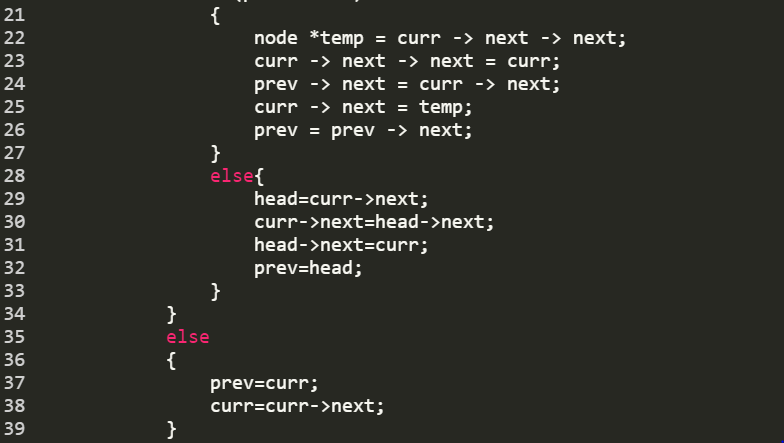 21 {
22 node *temp = curr -> next -> next;
23 curr -> next -> next = curr;
24 prev -> next = curr -> next;
25 curr -> next = temp;
26 prev = prev -> next;
27 }
28 else{
29 head=curr->next;
30 curr->next=head->next;
31 head->next=curr;
32 prev=head;
33 }
34 }
35 else
36 {
37 prev=curr;
38 curr=curr->next;
39 }